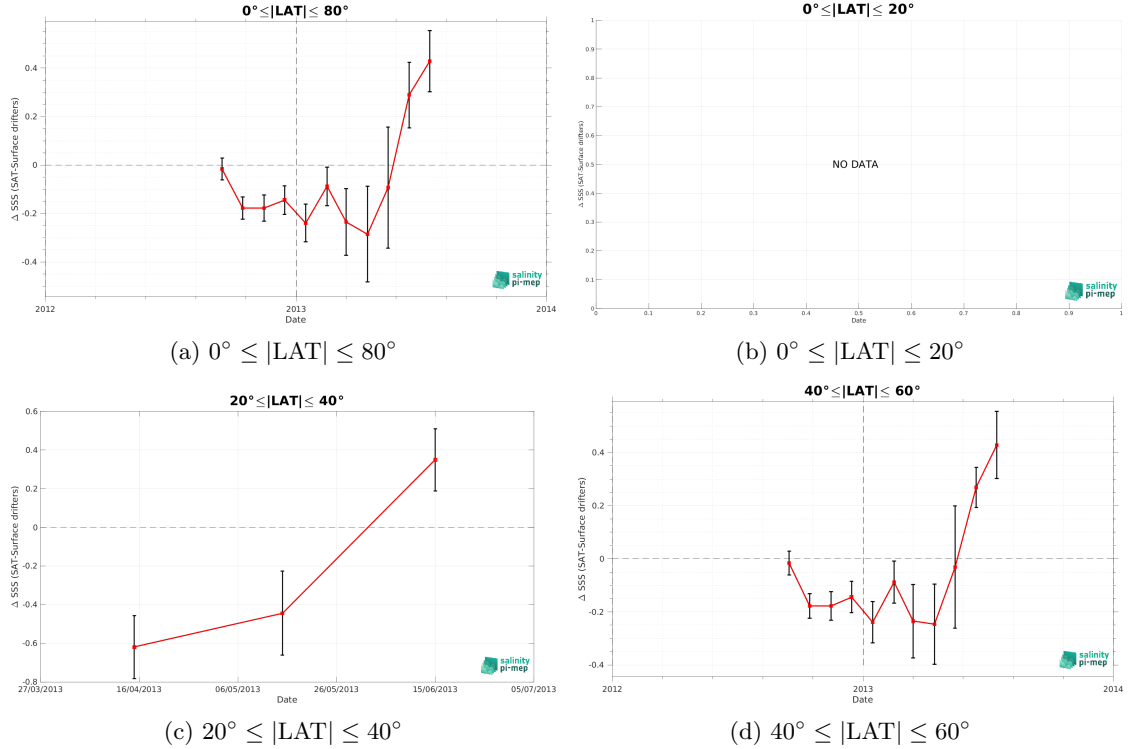 0°≤|LAT|≤ 80°
Δ SSS (SAT-Surface drifters)
0.4
0.2
0
-0.2
-0.4
2012
2013
2014
Date
salinity
pi-mep
(a) 0° ≤ |LAT| ≤ 80°
0°≤|LAT|≤ 20°
Δ SSS (SAT-Surface drifters)
1
0.9
0.8
0.7
0.6
0.5
0.4
0.3
0.2
0.1
0
NO DATA
0
0.1
0.2
0.3
0.4
0.5
0.6
0.7
0.8
0.9
1
Date
salinity
pi-mep
(b) 0° ≤ |LAT| ≤ 20°
20°≤|LAT|≤ 40°
Δ SSS (SAT-Surface drifters)
0.6
0.4
0.2
0
-0.2
-0.4
-0.6
-0.8
27/03/2013
16/04/2013
06/05/2013
26/05/2013
15/06/2013
05/07/2013
Date
salinity
pi-mep
(c) 20° ≤ |LAT| ≤ 40°
40°≤|LAT|≤ 60°
Δ SSS (SAT-Surface drifters)
0.4
0.2
0
-0.2
-0.4
2012
2013
2014
Date
salinity
pi-mep
(d) 40° ≤ |LAT| ≤ 60°